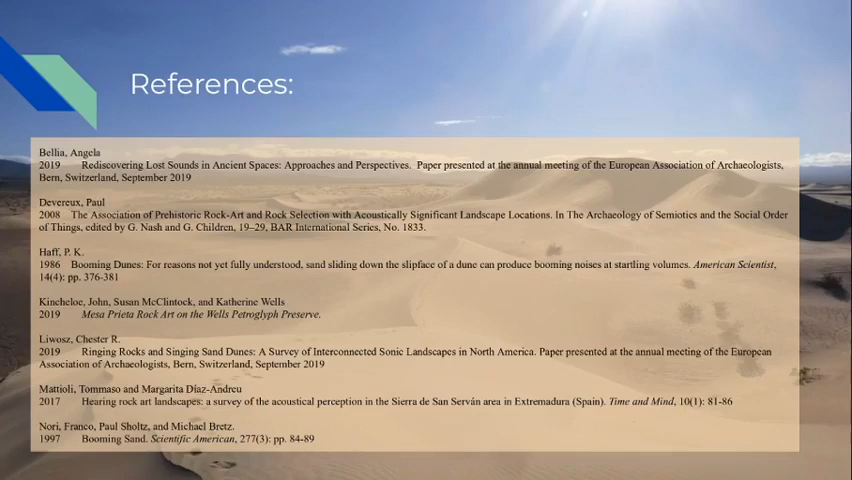 References:
Bellia, Angela
2019 Rediscovering Lost Sounds in Ancient Spaces: Approaches and Perspectives. Paper presented at the annual meeting of the European Association of Archaeologists,
Bern, Switzerland, September 2019
Devereux, Paul
2008 The Association of Prehistoric Rock-Art and Rock Selection with Acoustically Significant Landscape Locations. In The Archaeology of Semiotics and the Social Order
of Things, edited by G. Nash and G. Children, 19–29, BAR International Series, No. 1833.
Haff, P. K.
1986 Booming Dunes: For reasons not yet fully understood, sand sliding down the slipface of a dune can produce booming noises at startling volumes. American Scientist,
14(4): pp. 376-381
Kincheloe, John, Susan McClintock, and Katherine Wells
2019 Mesa Prieta Rock Art on the Wells Petroglyph Preserve.
Liwosz, Chester R.
2019 Ringing Rocks and Singing Sand Dunes: A Survey of Interconnected Sonic Landscapes in North America. Paper presented at the annual meeting of the European
Association of Archaeologists, Bern, Switzerland, September 2019
Mattioli, Tommaso and Margarita Díaz-Andreu
2017 Hearing rock art landscapes: a survey of the acoustical perception in the Sierra de San Serván area in Extremadura (Spain). Time and Mind, 10(1): 81-86
Nori, Franco, Paul Sholtz, and Michael Bretz.
1997 Booming Sand. Scientific American, 277(3): pp. 84-89